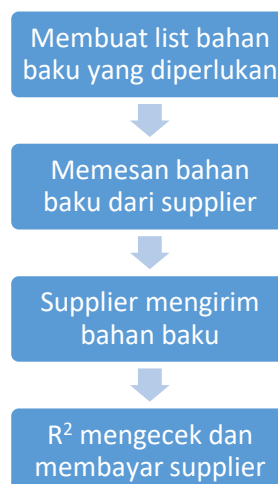 Membuat list bahan
baku yang diperlukan
Memesan bahan
baku dari supplier
Supplier mengirim
bahan baku
R² mengecek dan
membayar supplier